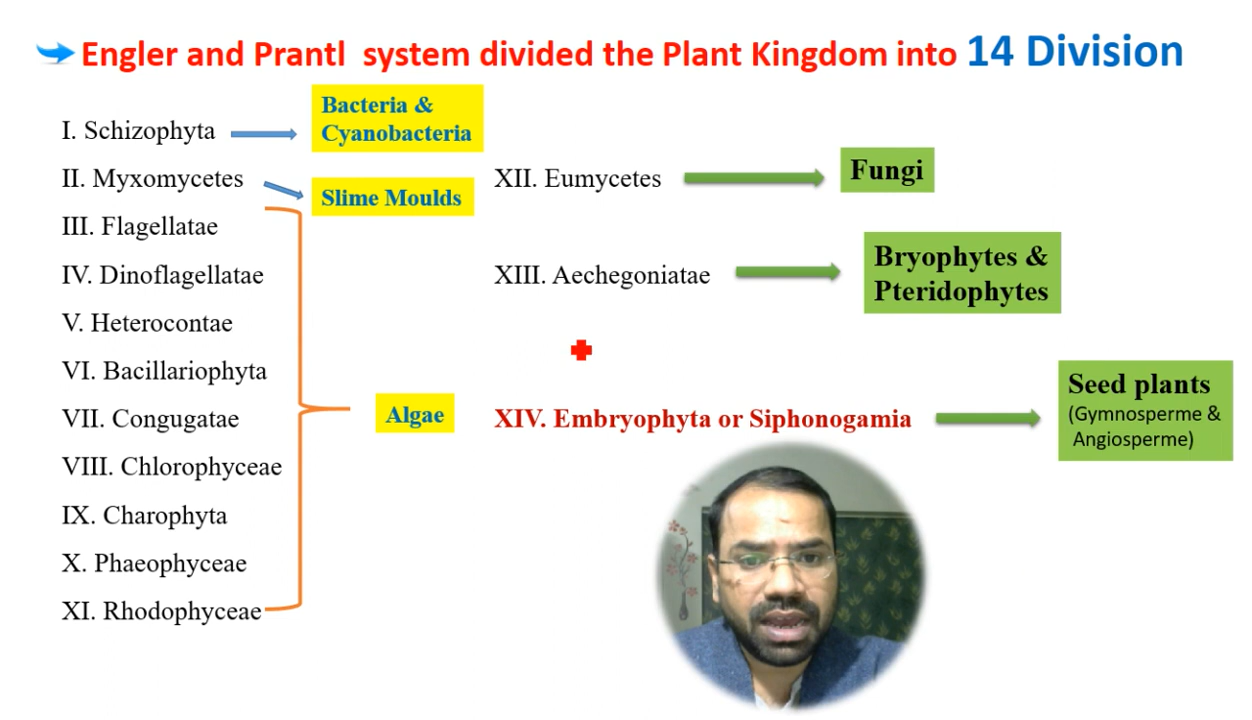 Engler and Prantl system divided the Plant Kingdom into 14 Division
I. Schizophyta
Bacteria &
Cyanobacteria
II. Myxomycetes
Slime Moulds
III. Flagellatae
IV. Dinoflagellatae
V. Heterocontae
VI. Bacillariophyta
VII. Congugatae
VIII. Chlorophyceae
IX. Charophyta
X. Phaeophyceae
XI. Rhodophyceae
Algae
XII. Eumycetes
Fungi
XIII. Aechegoniatae
Bryophytes &
Pteridophytes
XIV. Embryophyta or Siphonogamia
Seed plants
(Gymnosperme &
Angiosperme)